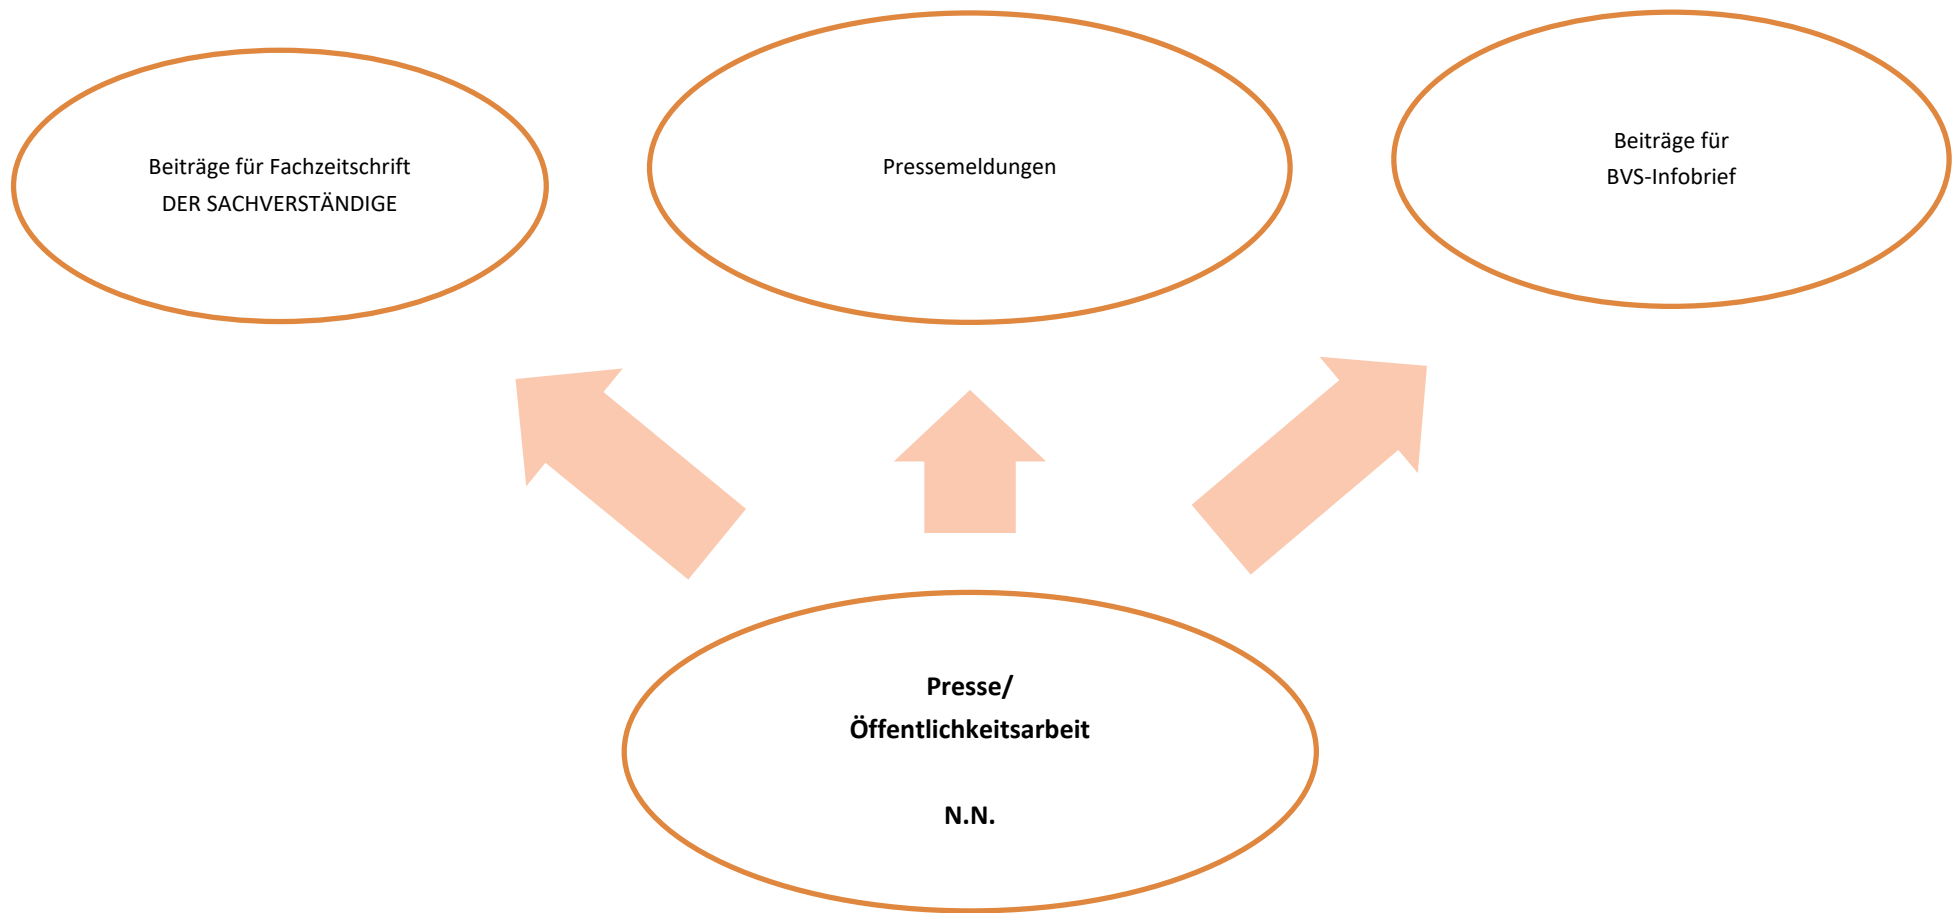 Beiträge für Fachzeitschrift
DER SACHVERSTÄNDIGE
Pressemeldungen
Beiträge für
BVS-Infobrief
Presse/
Öffentlichkeitsarbeit
N.N.